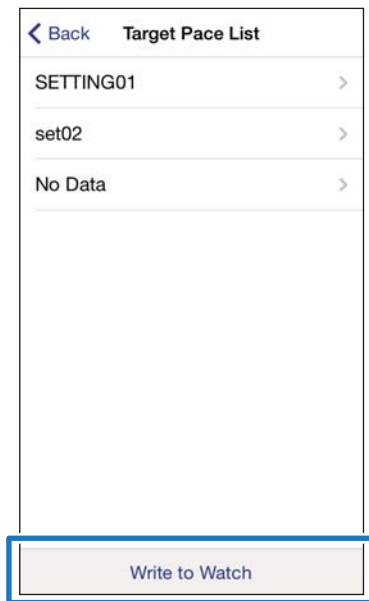 Back Target Pace List
SETTING01
set02
No Data
Write to Watch